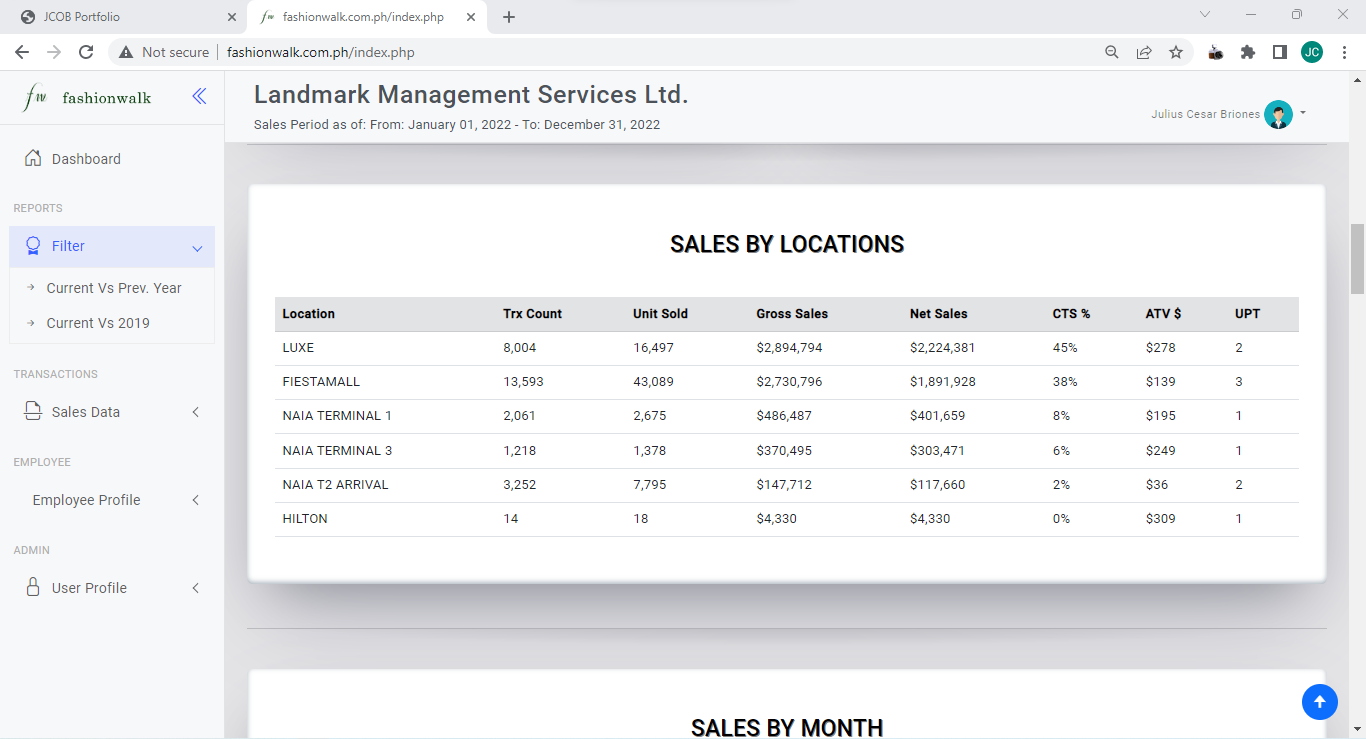 JCOB Portfolio
fw fashionwalk.com.ph/index.php
Not secure fashionwalk.com.ph/index.php
JC
fw fashionwalk
Landmark Management Services Ltd.
Sales Period as of: From: January 01, 2022 - To: December 31, 2022
Julius Cesar Briones
Dashboard
REPORTS
Filter
Current Vs Prev. Year
Current Vs 2019
TRANSACTIONS
Sales Data
EMPLOYEE
Employee Profile
ADMIN
User Profile
SALES BY LOCATIONS
Location Trx Count Unit Sold Gross Sales Net Sales CTS % ATV $ UPT
LUXE 8,004 16,497 $2,894,794 $2,224,381 45% $278 2
FIESTAMALL 13,593 43,089 $2,730,796 $1,891,928 38% $139 3
NAIA TERMINAL 1 2,061 2,675 $486,487 $401,659 8% $195 1
NAIA TERMINAL 3 1,218 1,378 $370,495 $303,471 6% $249 1
NAIA T2 ARRIVAL 3,252 7,795 $147,712 $117,660 2% $36 2
HILTON 14 18 $4,330 $4,330 0% $309 1
SALES BY MONTH